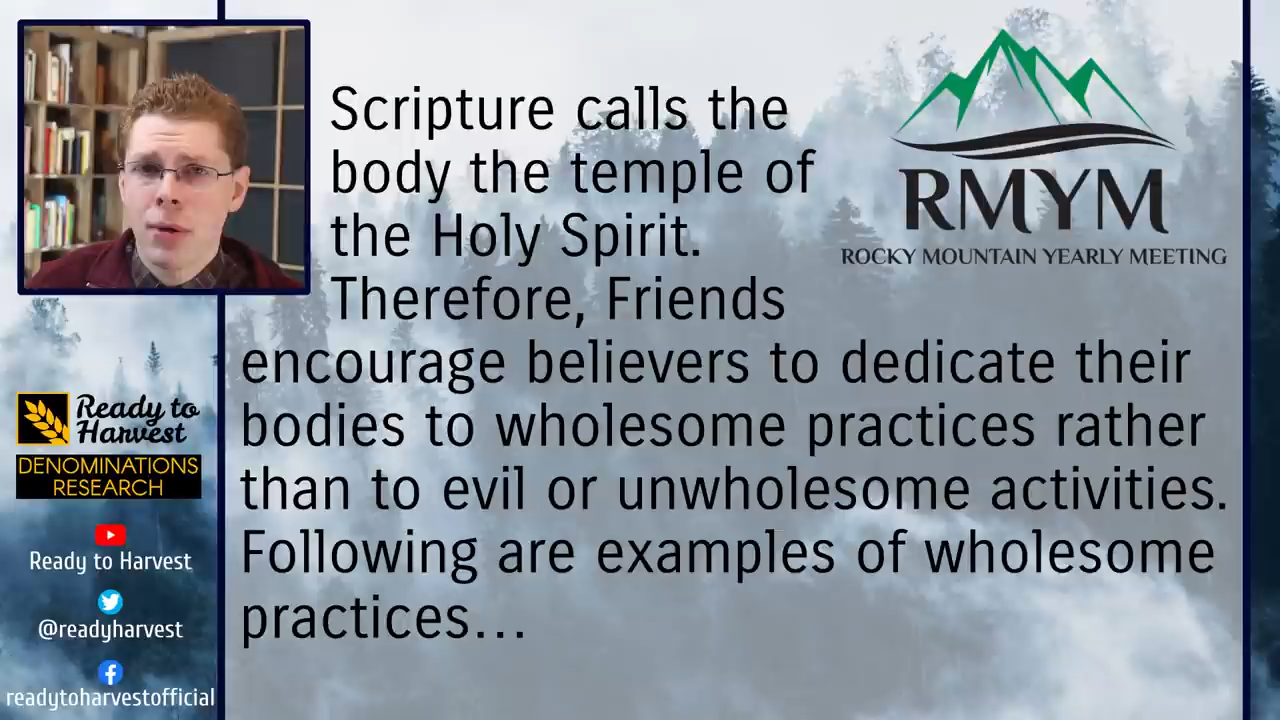 Scripture calls the
body the temple of
the Holy Spirit.
Therefore, Friends
encourage believers to dedicate their
bodies to wholesome practices rather
than to evil or unwholesome activities.
Following are examples of wholesome
practices...
RMYM
ROCKY MOUNTAIN YEARLY MEETING
Ready to
Harvest
DENOMINATIONS
RESEARCH
Ready to Harvest
@readyharvest
readytoharvestofficial